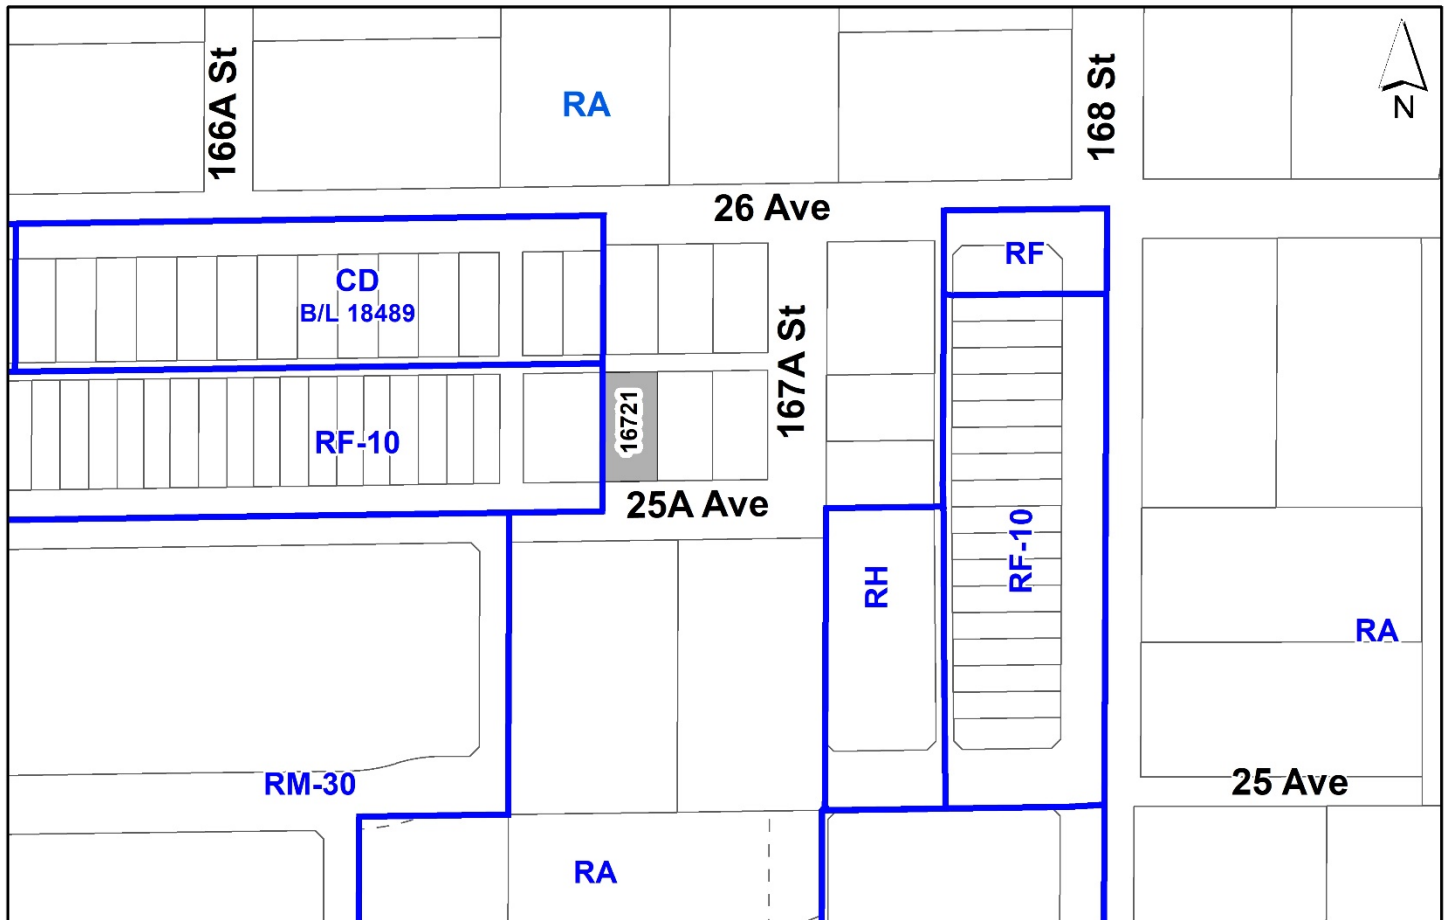 166A St
RA
168 St
N
26 Ave
CD
B/L 18489
RF
167A St
RF-10
16721
25A Ave
RH
RF-10
RA
RM-30
25 Ave
RA